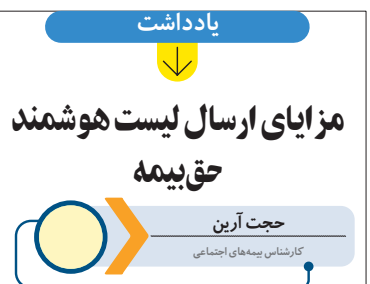 یادداشت
مزایای ارسال لیست هوشمند
حق‌بیمه
حجت آرین
کارشناس بیمه‌های اجتماعی